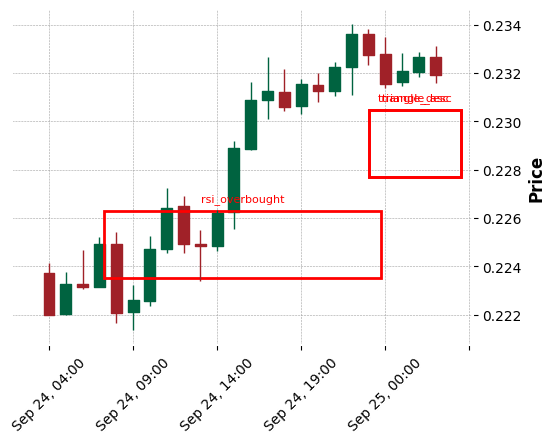 0.234
0.232
0.230
0.228
0.226
0.224
0.222
Price
rsi_overbought
Sep 24, 04:00
Sep 24, 09:00
Sep 24, 14:00
Sep 24, 19:00
Sep 25, 00:00